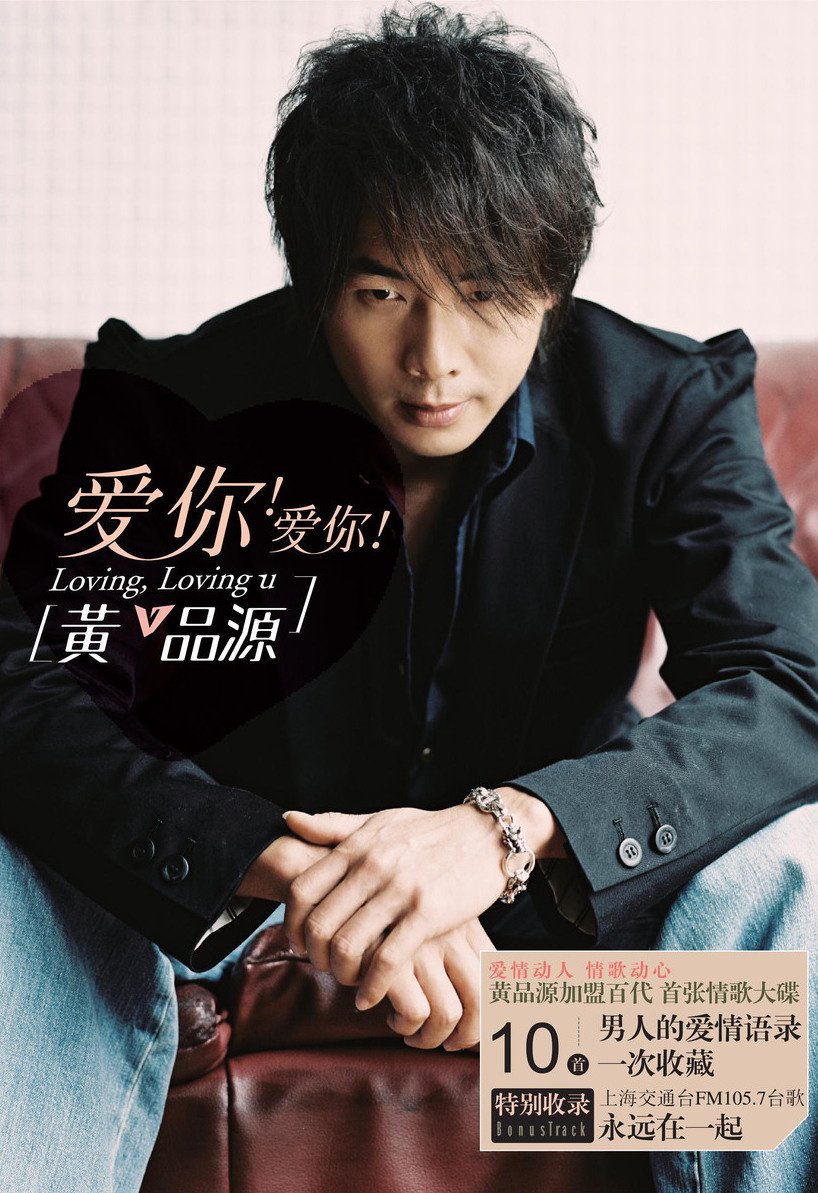 爱你!爱你!
Loving, Loving u
[黄品源]
爱情动人 情歌动心
黄品源加盟百代 首张情歌大碟
10首
男人的爱情语录
一次收藏
特别收录
BonusTrack
上海交通台FM105.7台歌
永远在一起